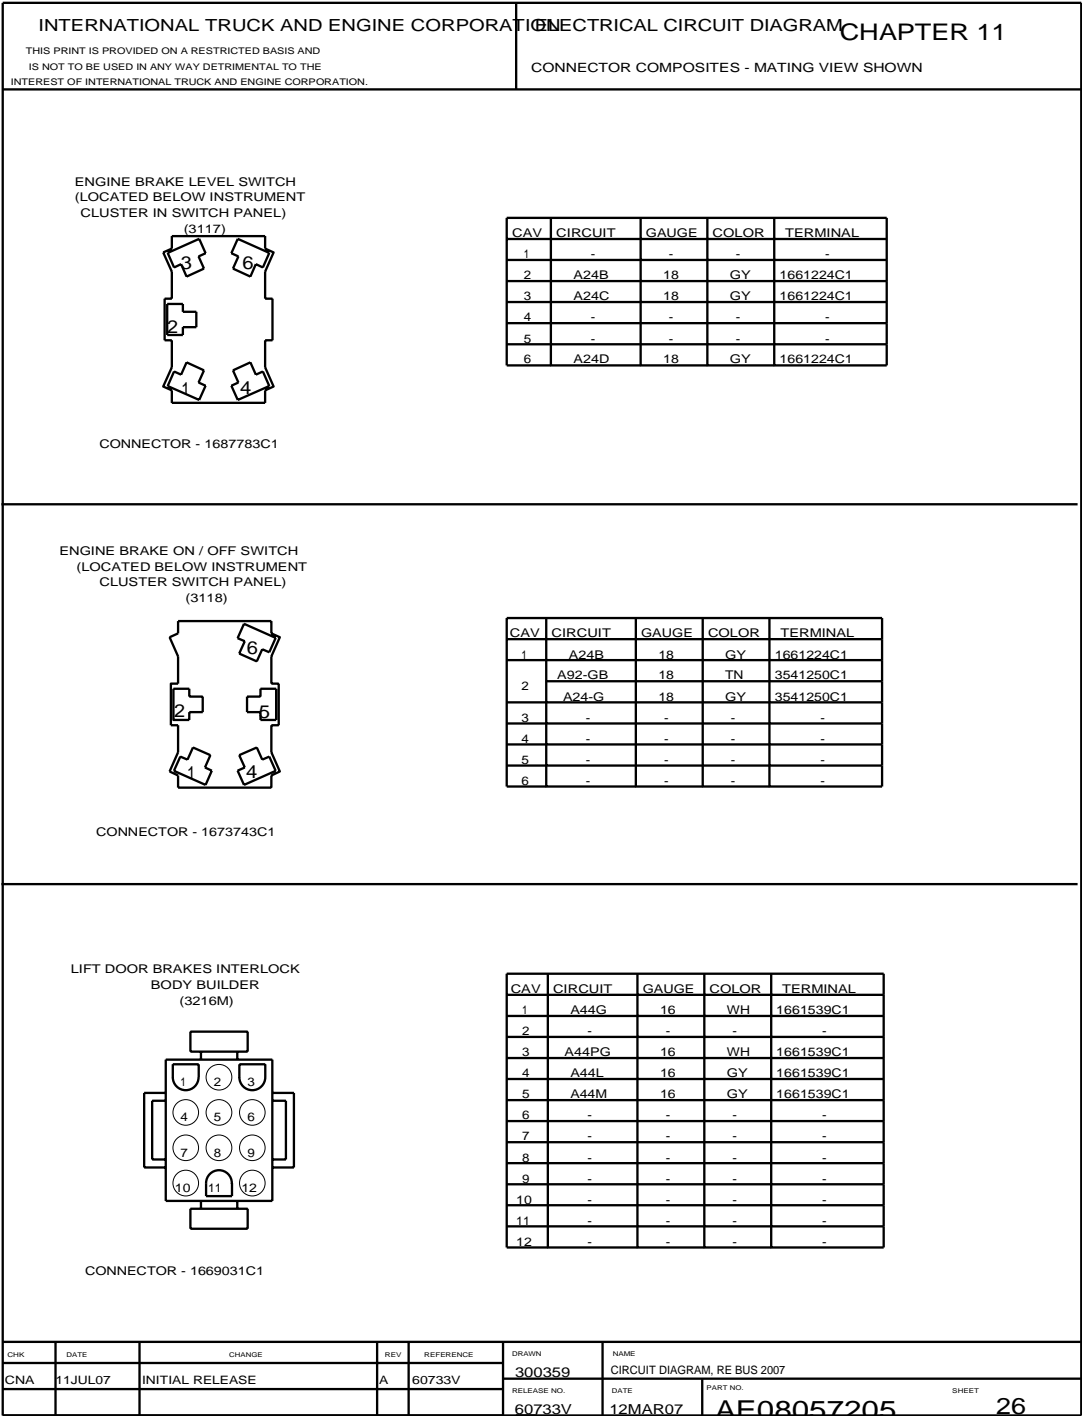 INTERNATIONAL TRUCK AND ENGINE CORPORATION
THIS PRINT IS PROVIDED ON A RESTRICTED BASIS AND
IS NOT TO BE USED IN ANY WAY DETRIMENTAL TO THE
INTEREST OF INTERNATIONAL TRUCK AND ENGINE CORPORATION.
ELECTRICAL CIRCUIT DIAGRAM
CHAPTER 11
CONNECTOR COMPOSITES - MATING VIEW SHOWN
ENGINE BRAKE LEVEL SWITCH
(LOCATED BELOW INSTRUMENT
CLUSTER IN SWITCH PANEL)
(3117)
3 6
2
1 4
CONNECTOR - 1687783C1
CAV CIRCUIT GAUGE COLOR TERMINAL
1 - - - -
2 A24B 18 GY 1661224C1
3 A24C 18 GY 1661224C1
4 - - - -
5 - - - -
6 A24D 18 GY 1661224C1
ENGINE BRAKE ON / OFF SWITCH
(LOCATED BELOW INSTRUMENT
CLUSTER SWITCH PANEL)
(3118)
6
2 5
1 4
CONNECTOR - 1673743C1
CAV CIRCUIT GAUGE COLOR TERMINAL
1 A24B 18 GY 1661224C1
2 A92-GB 18 TN 3541250C1
A24-G 18 GY 3541250C1
3 - - - -
4 - - - -
5 - - - -
6 - - - -
LIFT DOOR BRAKES INTERLOCK
BODY BUILDER
(3216M)
1 2 3
4 5 6
7 8 9
10 11 12
CONNECTOR - 1669031C1
CAV CIRCUIT GAUGE COLOR TERMINAL
1 A44G 16 WH 1661539C1
2 - - - -
3 A44PG 16 WH 1661539C1
4 A44L 16 GY 1661539C1
5 A44M 16 GY 1661539C1
6 - - - -
7 - - - -
8 - - - -
9 - - - -
10 - - - -
11 - - - -
12 - - - -
CHK DATE CHANGE REV REFERENCE
CNA 11JUL07 INITIAL RELEASE A 60733V
DRAWN
300359
NAME
CIRCUIT DIAGRAM, RE BUS 2007
RELEASE NO.
60733V
DATE
12MAR07
PART NO.
AE08057205
SHEET
26